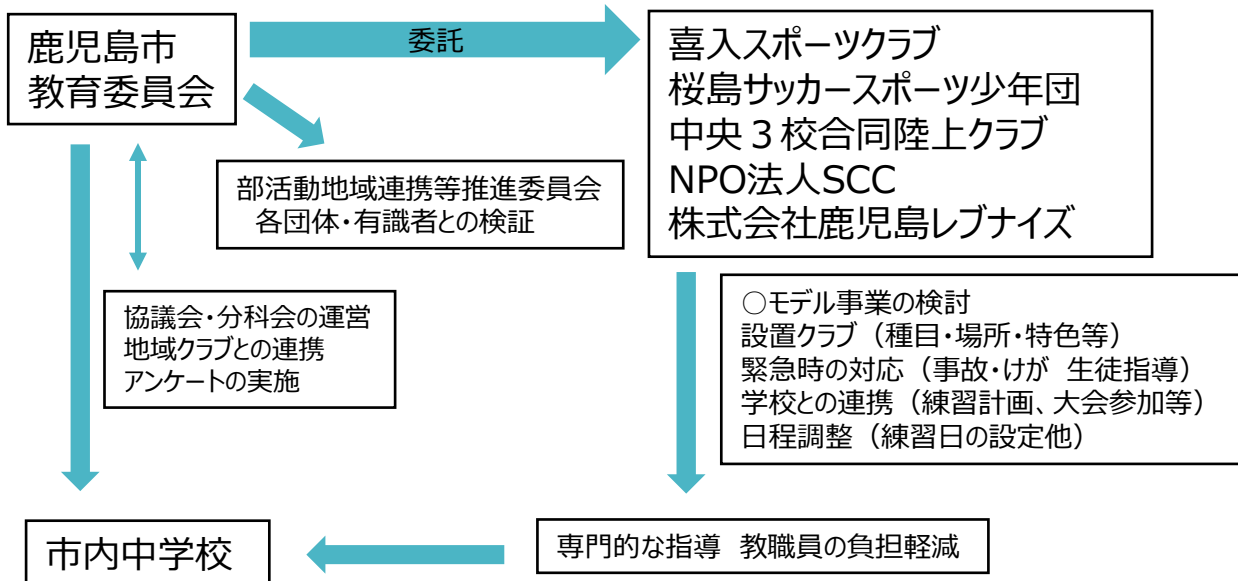 鹿児島市
教育委員会
委託
喜入スポーツクラブ
桜島サッカースポーツ少年団
中央３校合同陸上クラブ
NPO法人SCC
株式会社鹿児島レブナイズ
部活動地域連携等推進委員会
各団体・有識者との検証
協議会・分科会の運営
地域クラブとの連携
アンケートの実施
○モデル事業の検討
設置クラブ（種目・場所・特色等）
緊急時の対応（事故・けが　生徒指導）
学校との連携（練習計画、大会参加等）
日程調整（練習日の設定他）
市内中学校
専門的な指導　教職員の負担軽減